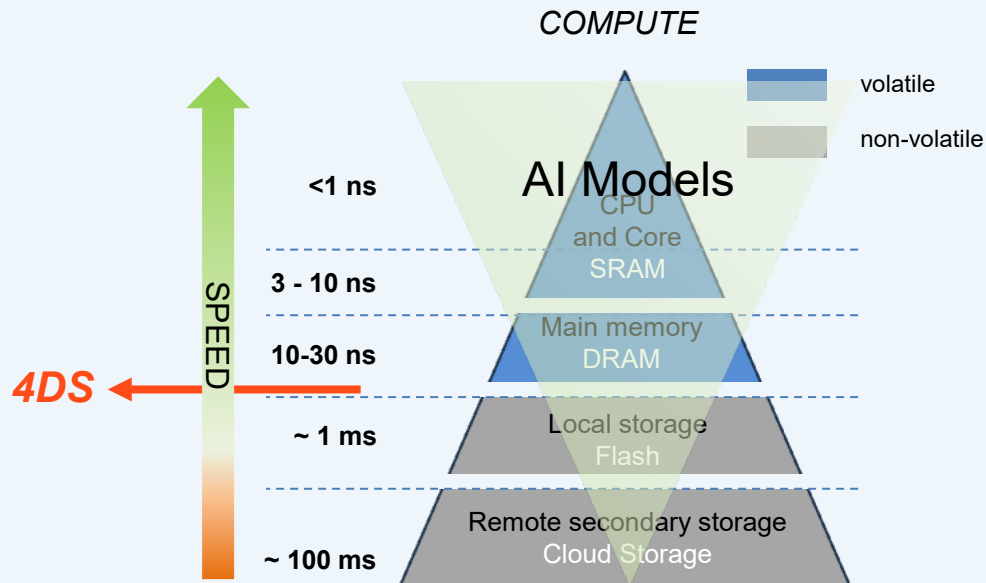 COMPUTE
volatile
non-volatile
<1 ns
AI Models
CPU
and Core
SRAM
3 - 10 ns
SPEED
Main memory
10-30 ns
DRAM
4DS
Local storage
~ 1 ms
Flash
Remote secondary storage
Cloud Storage
~ 100 ms